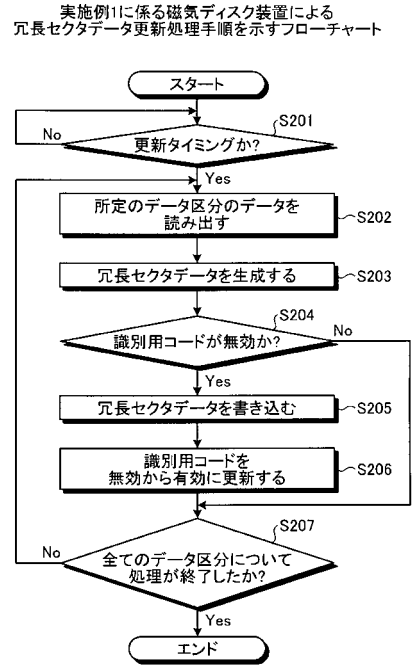 実施例1に係る磁気ディスク装置による
冗長セクタデータ更新処理手順を示すフローチャート
スタート
S201
更新タイミングか?
No
Yes
所定のデータ区分のデータを
読み出す
S202
冗長セクタデータを生成する
S203
S204
識別用コードが無効か?
No
Yes
冗長セクタデータを書き込む
S205
識別用コードを
無効から有効に更新する
S206
S207
No
全てのデータ区分について
処理が終了したか?
Yes
エンド